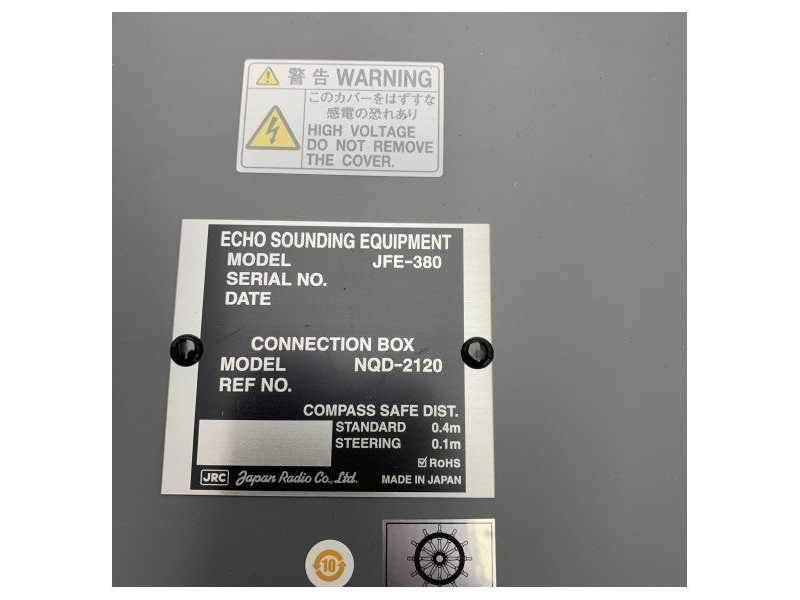 警告 WARNING
このカバーをはずすな
感電の恐れあり
HIGH VOLTAGE
DO NOT REMOVE
THE COVER.
ECHO SOUNDING EQUIPMENT
MODEL JFE-380
SERIAL NO.
DATE
CONNECTION BOX
MODEL NQD-2120
REF NO.
COMPASS SAFE DIST.
STANDARD 0.4m
STEERING 0.1m
☑ RoHS
JRC Japan Radio Co., Ltd. MADE IN JAPAN
10